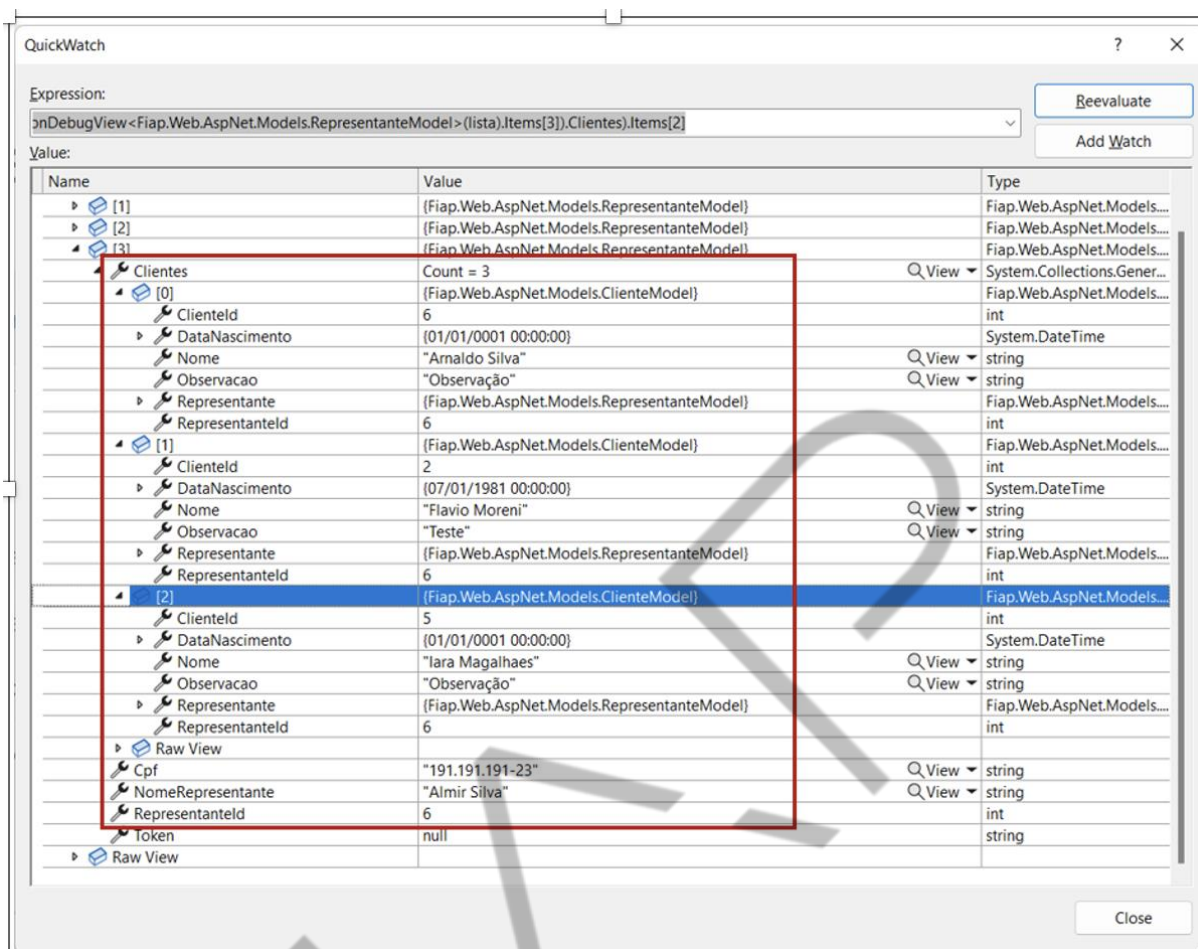 QuickWatch ? ×
Expression:
onDebugView<Fiap.Web.AspNet.Models.RepresentanteModel>(lista).Items[3]).Clientes).Items[2] Reevaluate
Add Watch
Value:
Name Value Type
[1] {Fiap.Web.AspNet.Models.RepresentanteModel} Fiap.Web.AspNet.Models....
[2] {Fiap.Web.AspNet.Models.RepresentanteModel} Fiap.Web.AspNet.Models....
[3] {Fiap.Web.AspNet.Models.RepresentanteModel} Fiap.Web.AspNet.Models....
Clientes Count = 3 View System.Collections.Gener...
[0] {Fiap.Web.AspNet.Models.ClienteModel} Fiap.Web.AspNet.Models....
ClienteId 6 int
DataNascimento {01/01/0001 00:00:00} System.DateTime
Nome "Arnaldo Silva" View string
Observacao "Observação" View string
Representante {Fiap.Web.AspNet.Models.RepresentanteModel} Fiap.Web.AspNet.Models....
RepresentanteId 6 int
[1] {Fiap.Web.AspNet.Models.ClienteModel} Fiap.Web.AspNet.Models....
ClienteId 2 int
DataNascimento {07/01/1981 00:00:00} System.DateTime
Nome "Flavio Moreni" View string
Observacao "Teste" View string
Representante {Fiap.Web.AspNet.Models.RepresentanteModel} Fiap.Web.AspNet.Models....
RepresentanteId 6 int
[2] {Fiap.Web.AspNet.Models.ClienteModel} Fiap.Web.AspNet.Models....
ClienteId 5 int
DataNascimento {01/01/0001 00:00:00} System.DateTime
Nome "Iara Magalhaes" View string
Observacao "Observação" View string
Representante {Fiap.Web.AspNet.Models.RepresentanteModel} Fiap.Web.AspNet.Models....
RepresentanteId 6 int
Raw View
Cpf "191.191.191-23" View string
NomeRepresentante "Almir Silva" View string
RepresentanteId 6 int
Token null string
Raw View
Close